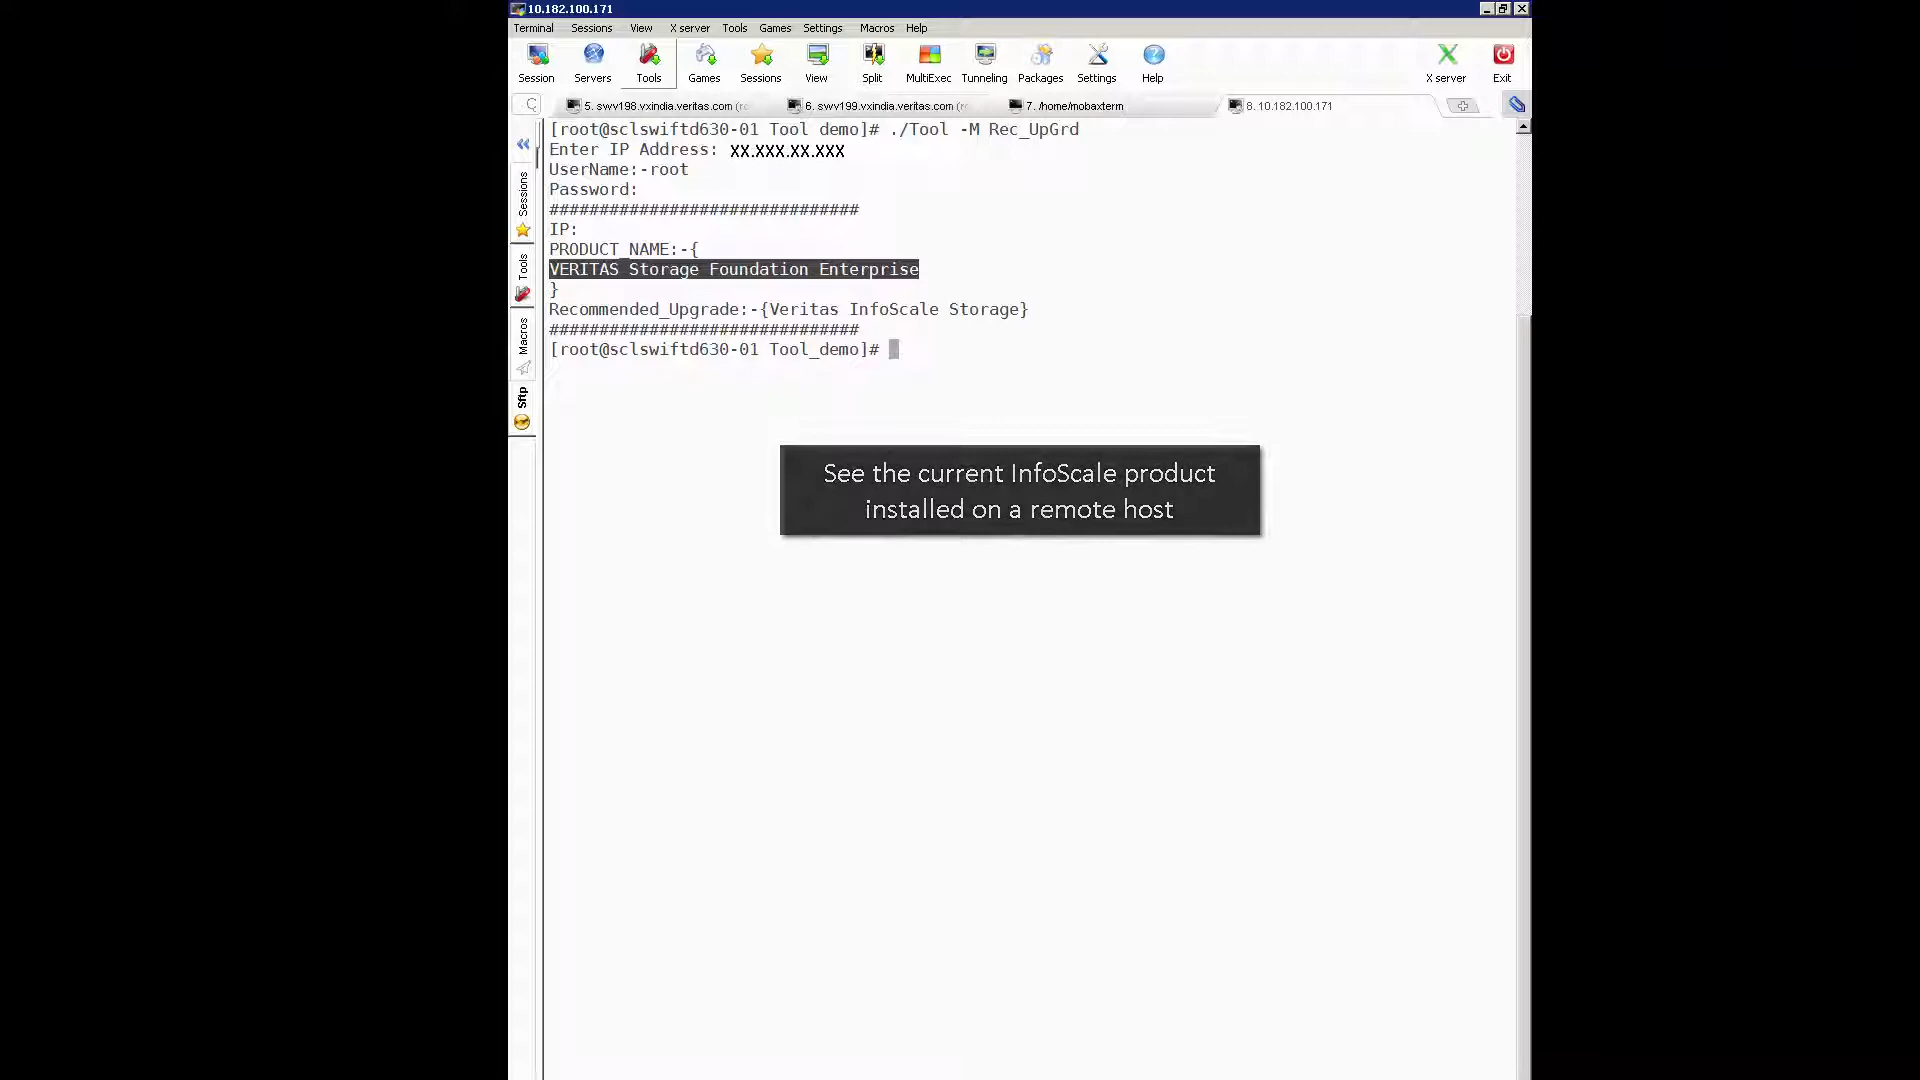 10.182.100.171
Terminal Sessions View X server Tools Games Settings Macros Help
Session Servers Tools Games Sessions View Split MultiExec Tunneling Packages Settings Help X server Exit
5. swv198.vxindia.veritas.com (rc 6. swv199.vxindia.veritas.com (rc 7. /home/mobaxterm 8. 10.182.100.171
[root@sclswiftd630-01 Tool demo]# ./Tool -M Rec_UpGrd
Enter IP Address: XX.XXX.XX.XXX
UserName:-root
Password:
###############################
IP:
PRODUCT_NAME:-{
VERITAS Storage Foundation Enterprise
}
Recommended_Upgrade:-{Veritas InfoScale Storage}
###############################
[root@sclswiftd630-01 Tool_demo]#
Sessions
Tools
Macros
Sftp
See the current InfoScale product
installed on a remote host